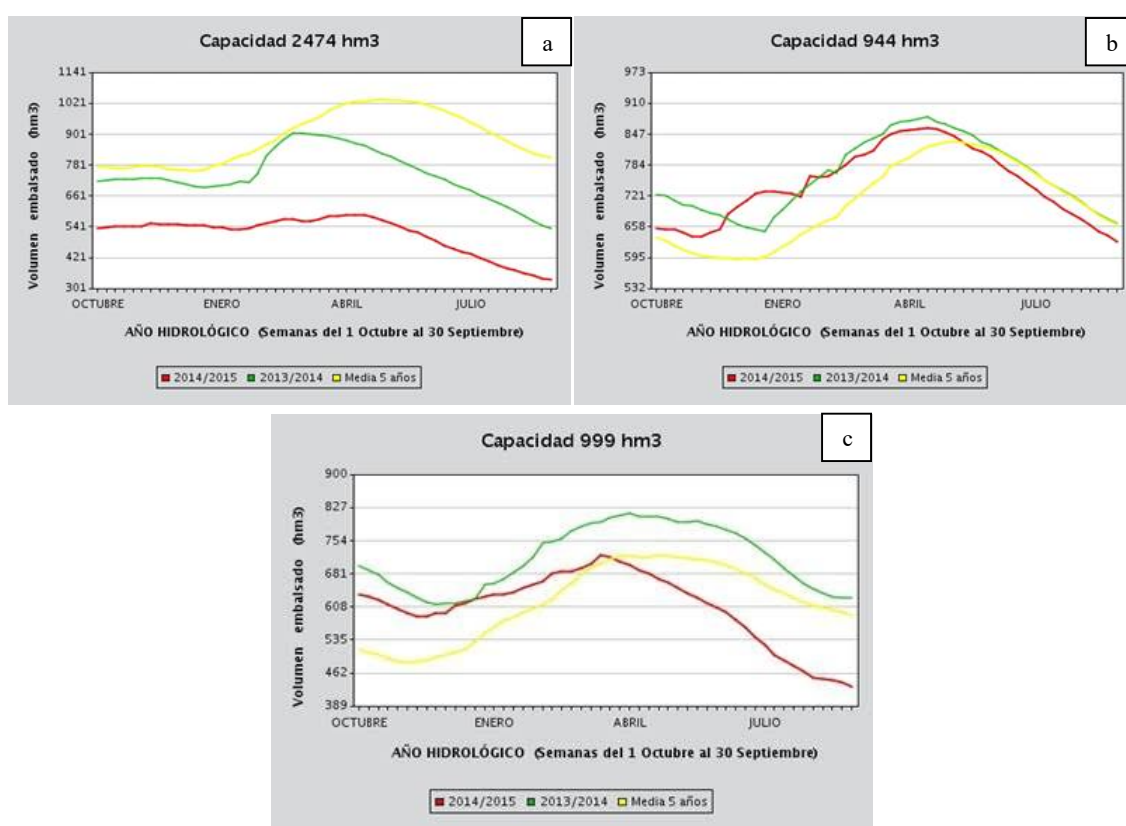 Capacidad 2474 hm3
a
Volumen embalsado (hm3)
1141
1021
901
781
661
541
421
301
OCTUBRE ENERO ABRIL JULIO
AÑO HIDROLÓGICO (Semanas del 1 Octubre al 30 Septiembre)
2014/2015 2013/2014 Media 5 años
Capacidad 944 hm3
b
Volumen embalsado (hm3)
973
910
847
784
721
658
595
532
OCTUBRE ENERO ABRIL JULIO
AÑO HIDROLÓGICO (Semanas del 1 Octubre al 30 Septiembre)
2014/2015 2013/2014 Media 5 años
Capacidad 999 hm3
c
Volumen embalsado (hm3)
900
827
754
681
608
535
462
389
OCTUBRE ENERO ABRIL JULIO
AÑO HIDROLÓGICO (Semanas del 1 Octubre al 30 Septiembre)
2014/2015 2013/2014 Media 5 años